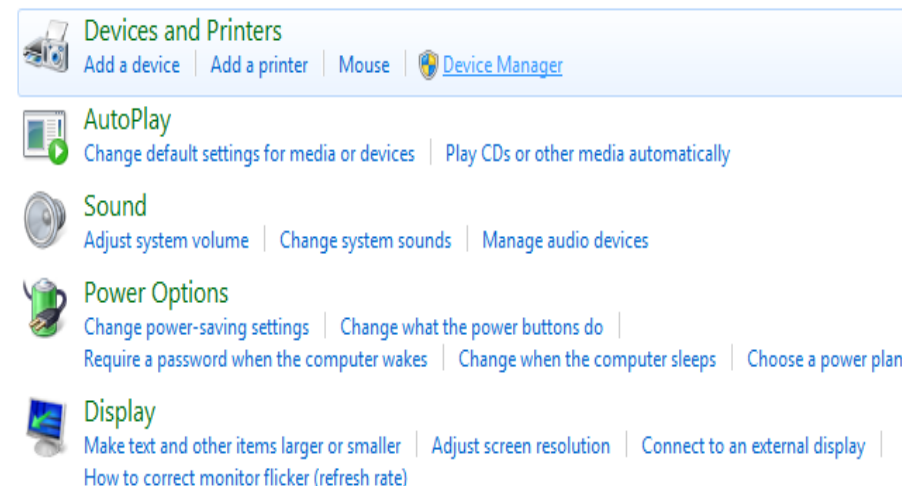 Devices and Printers
Add a device | Add a printer | Mouse | Device Manager
AutoPlay
Change default settings for media or devices | Play CDs or other media automatically
Sound
Adjust system volume | Change system sounds | Manage audio devices
Power Options
Change power-saving settings | Change what the power buttons do |
Require a password when the computer wakes | Change when the computer sleeps | Choose a power plan
Display
Make text and other items larger or smaller | Adjust screen resolution | Connect to an external display |
How to correct monitor flicker (refresh rate)